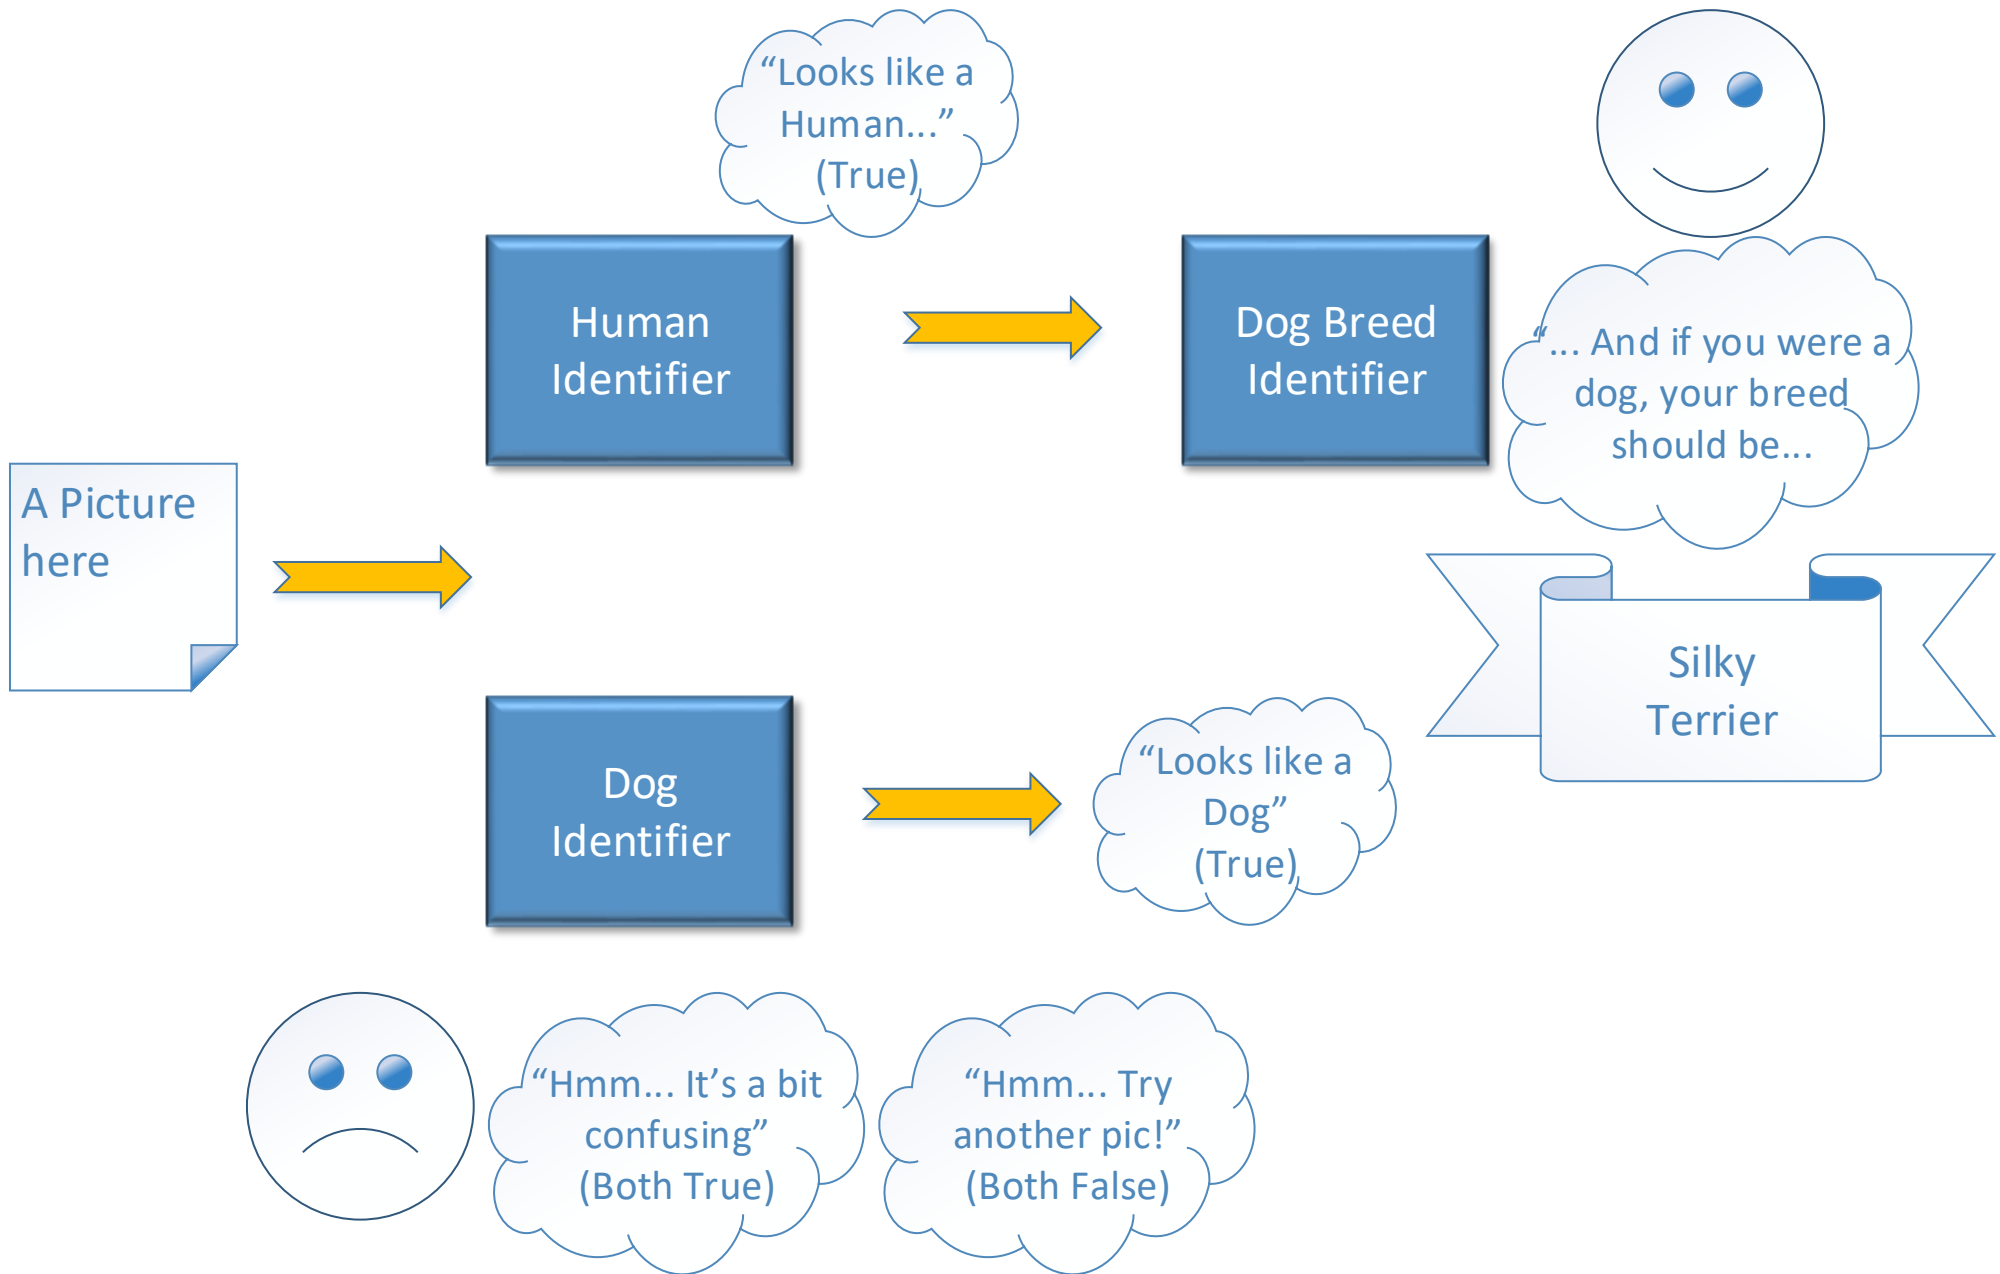 “Looks like a
Human...”
(True)
Human
Identifier
Dog Breed
Identifier
“... And if you were a
dog, your breed
should be...
A Picture
here
Silky
Terrier
Dog
Identifier
“Looks like a
Dog”
(True)
“Hmm... It’s a bit
confusing”
(Both True)
“Hmm... Try
another pic!”
(Both False)